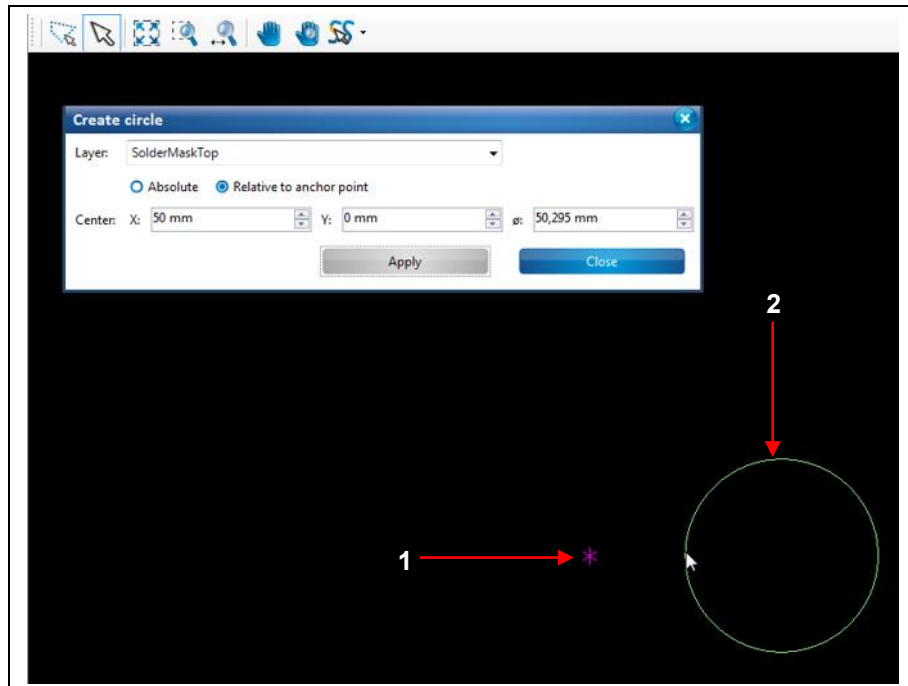 Create circle
Layer: SolderMaskTop
Absolute Relative to anchor point
Center: X: 50 mm Y: 0 mm ø: 50,295 mm
Apply Close
2
1